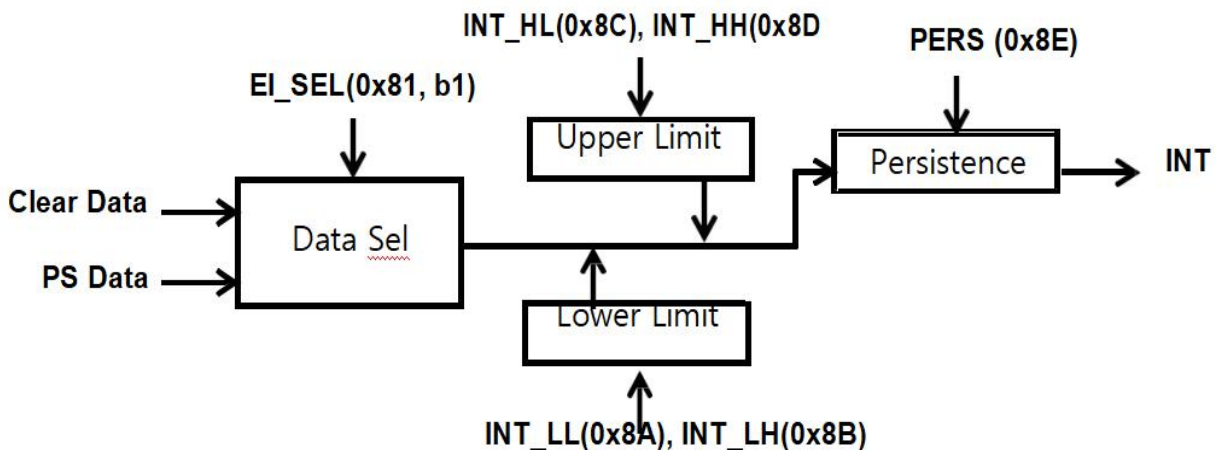 INT_HL(0x8C), INT_HH(0x8D
PERS (0x8E)
EI_SEL(0x81, b1)
Upper Limit
Persistence
INT
Clear Data
Data Sel
PS Data
Lower Limit
INT_LL(0x8A), INT_LH(0x8B)